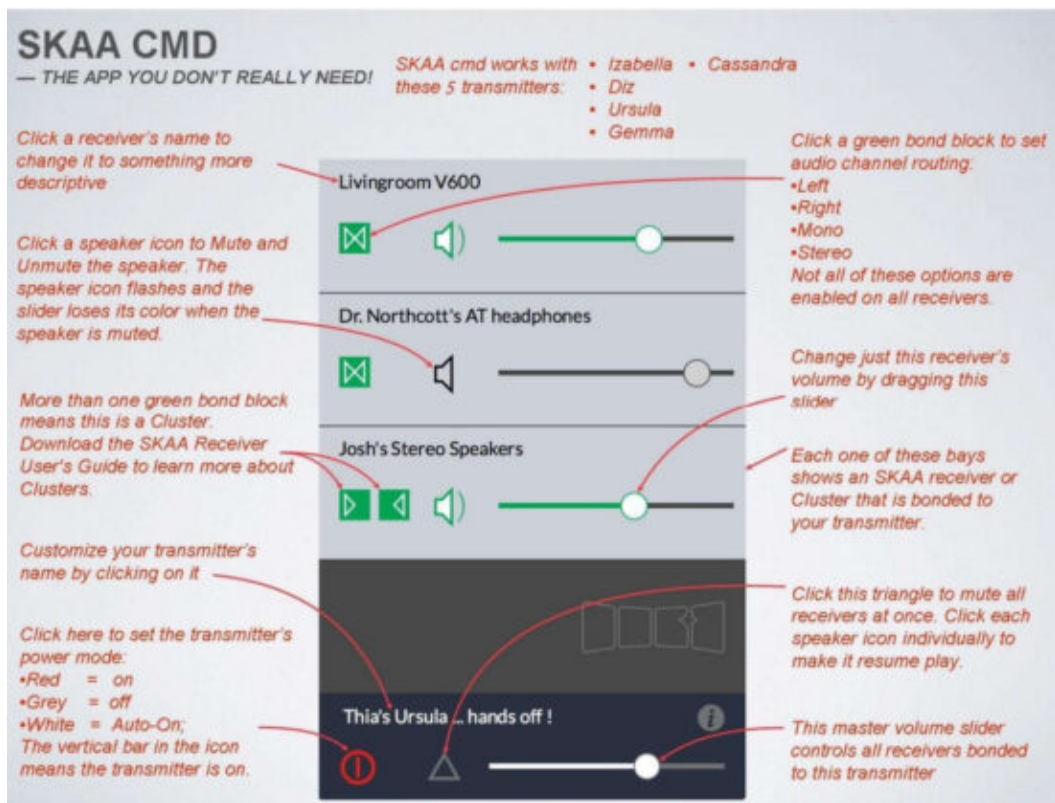 SKAA CMD
— THE APP YOU DON'T REALLY NEED!
SKAA cmd works with
these 5 transmitters:
• Izabella • Cassandra
• Diz
• Ursula
• Gemma
Click a receiver's name to
change it to something more
descriptive
Click a speaker icon to Mute and
Unmute the speaker. The
speaker icon flashes and the
slider loses its color when the
speaker is muted.
More than one green bond block
means this is a Cluster.
Download the SKAA Receiver
User's Guide to learn more about
Clusters.
Customize your transmitter's
name by clicking on it
Click here to set the transmitter's
power mode:
•Red = on
•Grey = off
•White = Auto-On;
The vertical bar in the icon
means the transmitter is on.
Livingroom V600
Dr. Northcott's AT headphones
Josh's Stereo Speakers
Thia's Ursula ... hands off !
i
Click a green bond block to set
audio channel routing:
•Left
•Right
•Mono
•Stereo
Not all of these options are
enabled on all receivers.
Change just this receiver's
volume by dragging this
slider
Each one of these bays
shows an SKAA receiver or
Cluster that is bonded to
your transmitter.
Click this triangle to mute all
receivers at once. Click each
speaker icon individually to
make it resume play.
This master volume slider
controls all receivers bonded
to this transmitter